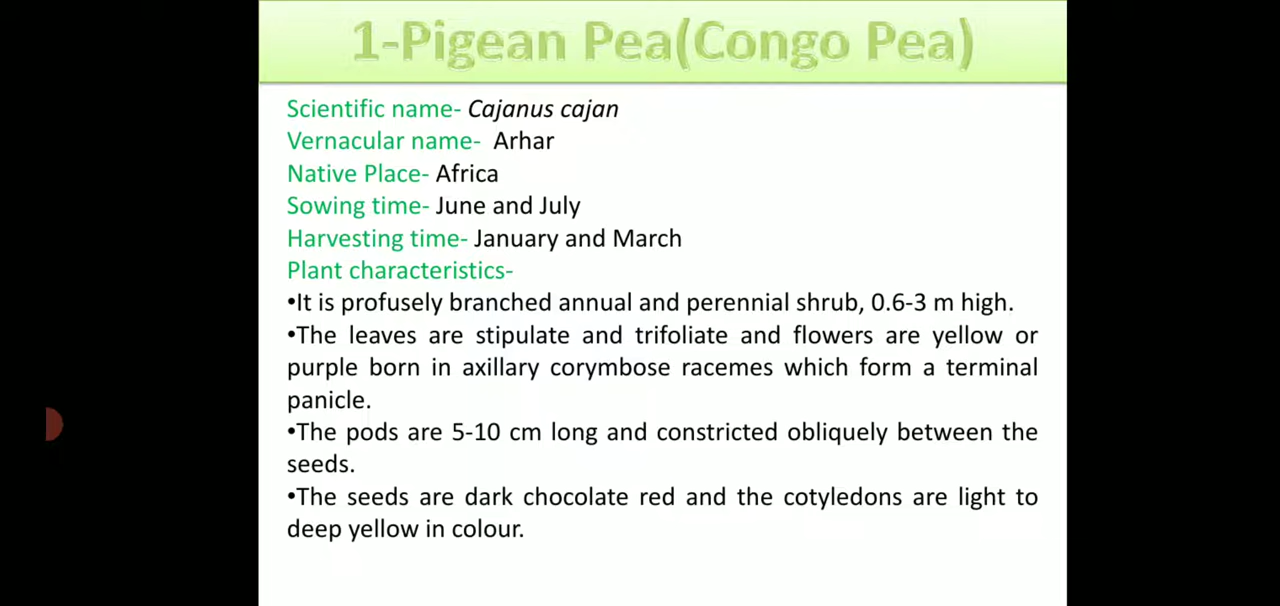 1-Pigean Pea(Congo Pea)
Scientific name- Cajanus cajan
Vernacular name- Arhar
Native Place- Africa
Sowing time- June and July
Harvesting time- January and March
Plant characteristics-
•It is profusely branched annual and perennial shrub, 0.6-3 m high.
•The leaves are stipulate and trifoliate and flowers are yellow or
purple born in axillary corymbose racemes which form a terminal
panicle.
•The pods are 5-10 cm long and constricted obliquely between the
seeds.
•The seeds are dark chocolate red and the cotyledons are light to
deep yellow in colour.